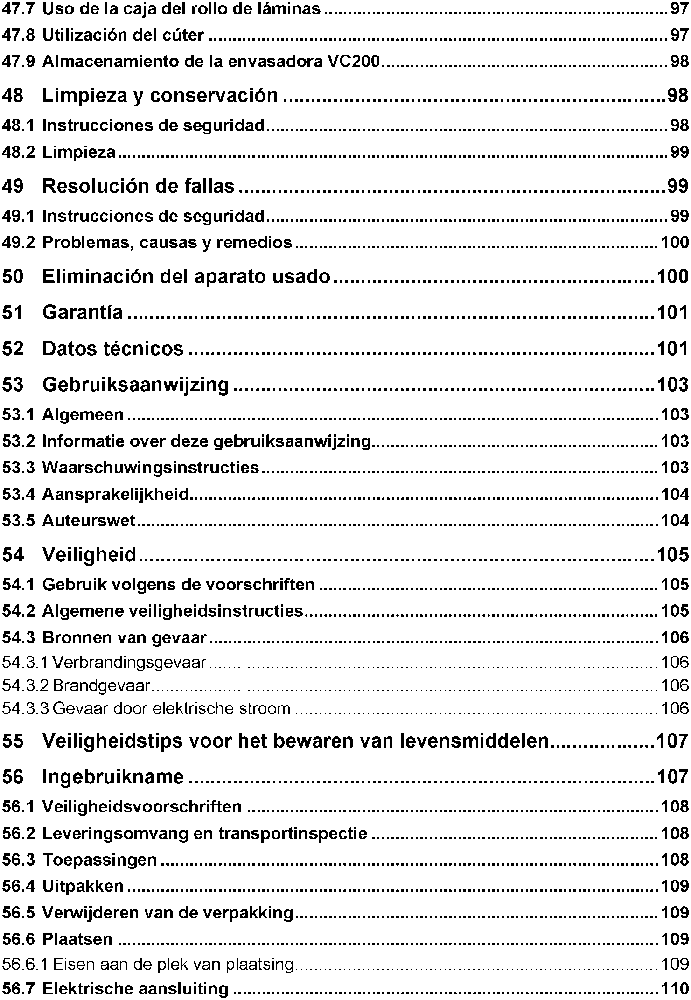 47.7 Uso de la caja del rollo de láminas........................................................................97
47.8 Utilización del cúter ................................................................................................97
47.9 Almacenamiento de la envasadora VC200............................................................98
48 Limpieza y conservación .....................................................................98
48.1 Instrucciones de seguridad....................................................................................98
48.2 Limpieza...................................................................................................................99
49 Resolución de fallas .............................................................................99
49.1 Instrucciones de seguridad....................................................................................99
49.2 Problemas, causas y remedios............................................................................100
50 Eliminación del aparato usado..........................................................100
51 Garantía ...............................................................................................101
52 Datos técnicos ....................................................................................101
53 Gebruiksaanwijzing ............................................................................103
53.1 Algemeen ...............................................................................................................103
53.2 Informatie over deze gebruiksaanwijzing............................................................103
53.3 Waarschuwingsinstructies...................................................................................103
53.4 Aansprakelijkheid..................................................................................................104
53.5 Auteurswet.............................................................................................................104
54 Veiligheid.............................................................................................105
54.1 Gebruik volgens de voorschriften .......................................................................105
54.2 Algemene veiligheidsinstructies..........................................................................105
54.3 Bronnen van gevaar..............................................................................................106
54.3.1 Verbrandingsgevaar..............................................................................................106
54.3.2 Brandgevaar..........................................................................................................106
54.3.3 Gevaar door elektrische stroom ............................................................................106
55 Veiligheidstips voor het bewaren van levensmiddelen...................107
56 Ingebruikname ....................................................................................107
56.1 Veiligheidsvoorschriften ......................................................................................108
56.2 Leveringsomvang en transportinspectie ............................................................108
56.3 Toepassingen ........................................................................................................108
56.4 Uitpakken ...............................................................................................................109
56.5 Verwijderen van de verpakking............................................................................109
56.6 Plaatsen .................................................................................................................109
56.6.1 Eisen aan de plek van plaatsing............................................................................109
56.7 Elektrische aansluiting .........................................................................................110